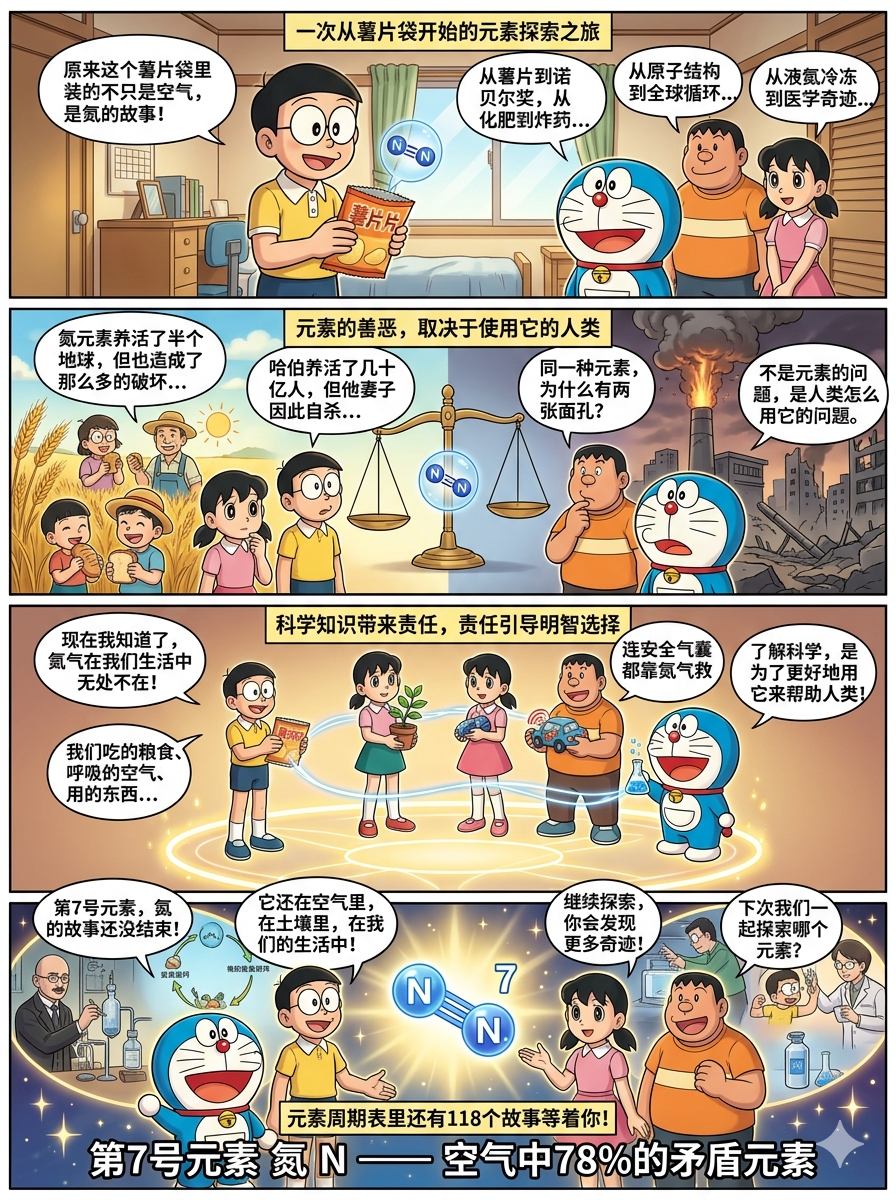 一次从薯片袋开始的元素探索之旅
原来这个薯片袋里
装的不只是空气，
是氮的故事！
N N
薯片片
从薯片到诺
贝尔奖，从
化肥到炸药...
从原子结构
到全球循环...
从液氮冷冻
到医学奇迹...
元素的善恶，取决于使用它的人类
氮元素养活了半个
地球，但也造成了
那么多的破坏...
哈伯养活了几十
亿人，但他妻子
因此自杀...
N N
同一种元素，
为什么有两
张面孔？
不是元素的问
题，是人类怎么
用它的问题。
科学知识带来责任，责任引导明智选择
现在我知道了，
氮气在我们生活中
无处不在！
我们吃的粮食、
呼吸的空气、
用的东西...
连安全气囊
都靠氮气救
了解科学，是
为了更好地用
它来帮助人类！
第7号元素，氮
的故事还没结束！
它还在空气里，
在土壤里，在我
们的生活中！
N N
7
继续探索，
你会发现
更多奇迹！
下次我们一
起探索哪个
元素？
元素周期表里还有118个故事等着你！
第7号元素 氮 N —— 空气中78%的矛盾元素